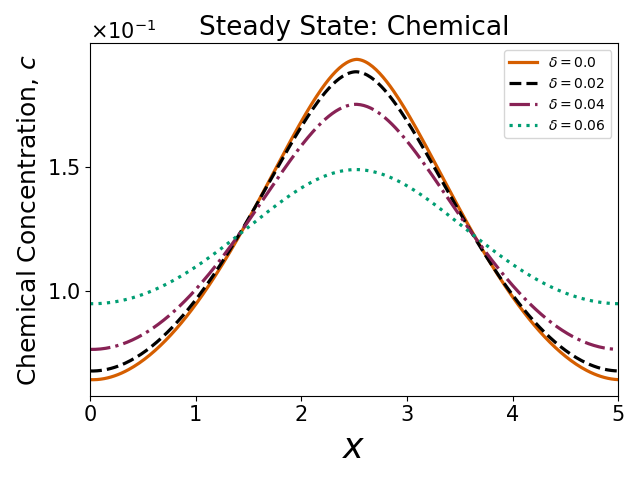 Steady State: Chemical
×10⁻¹
Chemical Concentration, c
1.5
1.0
δ = 0.0
δ = 0.02
δ = 0.04
δ = 0.06
0 1 2 3 4 5
x